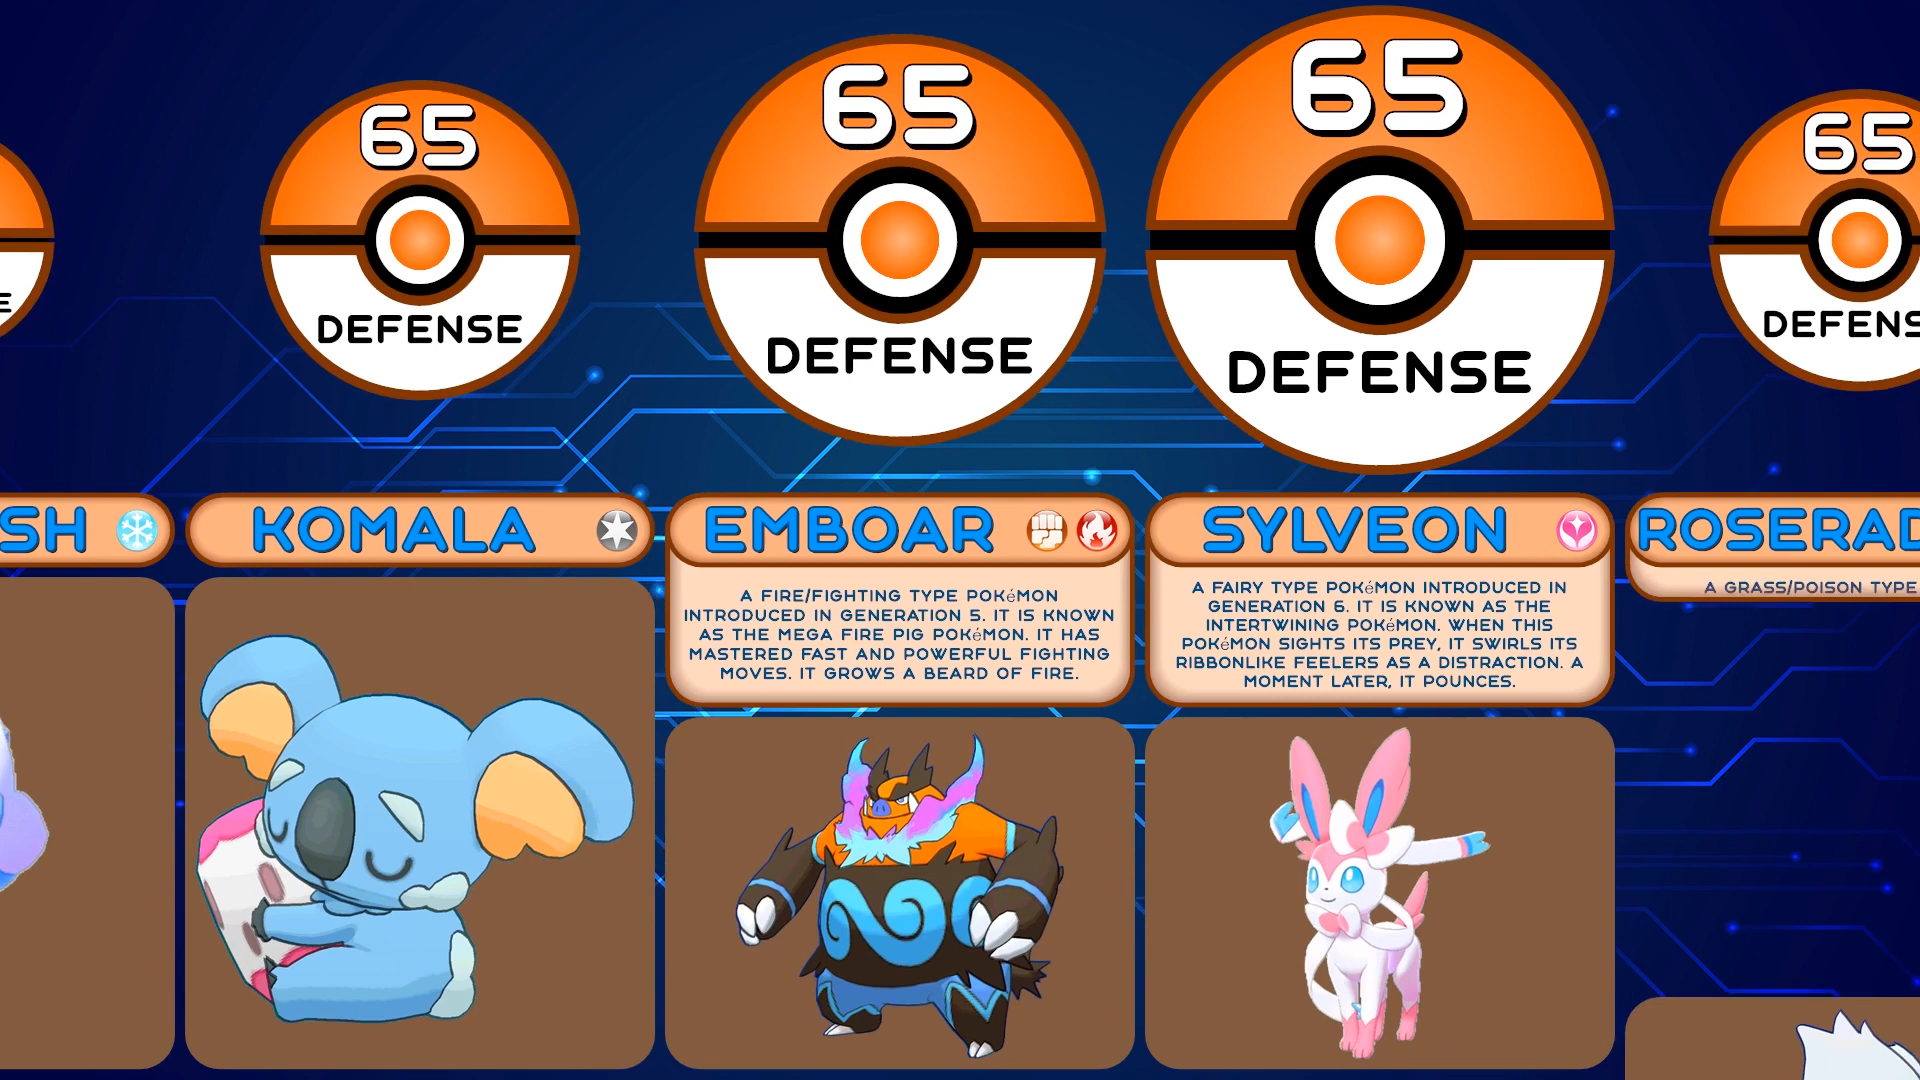 65
65
65
65
DEFENSE
DEFENSE
DEFENSE
DEFENS
E
SH
KOMALA
EMBOAR
SYLVEON
ROSERAD
A FIRE/FIGHTING TYPE POKéMON
INTRODUCED IN GENERATION 5. IT IS KNOWN
AS THE MEGA FIRE PIG POKéMON. IT HAS
MASTERED FAST AND POWERFUL FIGHTING
MOVES. IT GROWS A BEARD OF FIRE.
A FAIRY TYPE POKéMON INTRODUCED IN
GENERATION 6. IT IS KNOWN AS THE
INTERTWINING POKéMON. WHEN THIS
POKéMON SIGHTS ITS PREY, IT SWIRLS ITS
RIBBONLIKE FEELERS AS A DISTRACTION. A
MOMENT LATER, IT POUNCES.
A GRASS/POISON TYPE